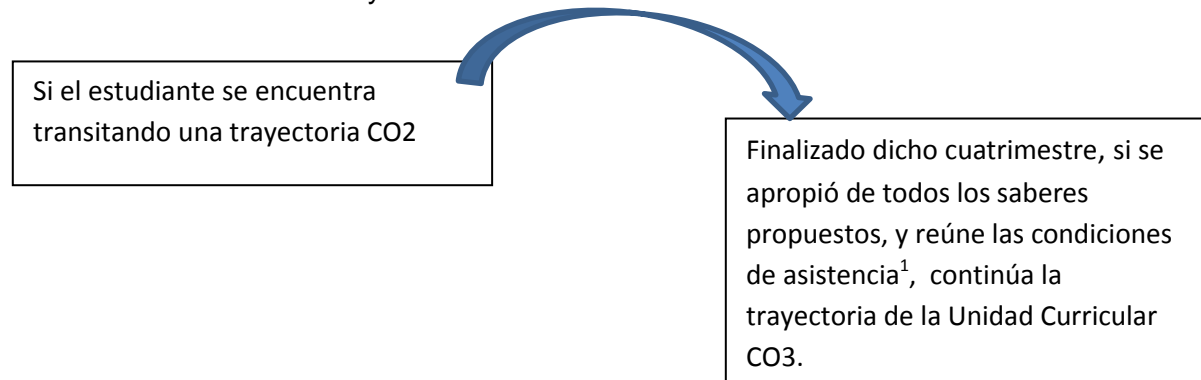 Si el estudiante se encuentra
transitando una trayectoria CO2
Finalizado dicho cuatrimestre, si se
apropió de todos los saberes
propuestos, y reúne las condiciones
de asistencia¹, continúa la
trayectoria de la Unidad Curricular
CO3.